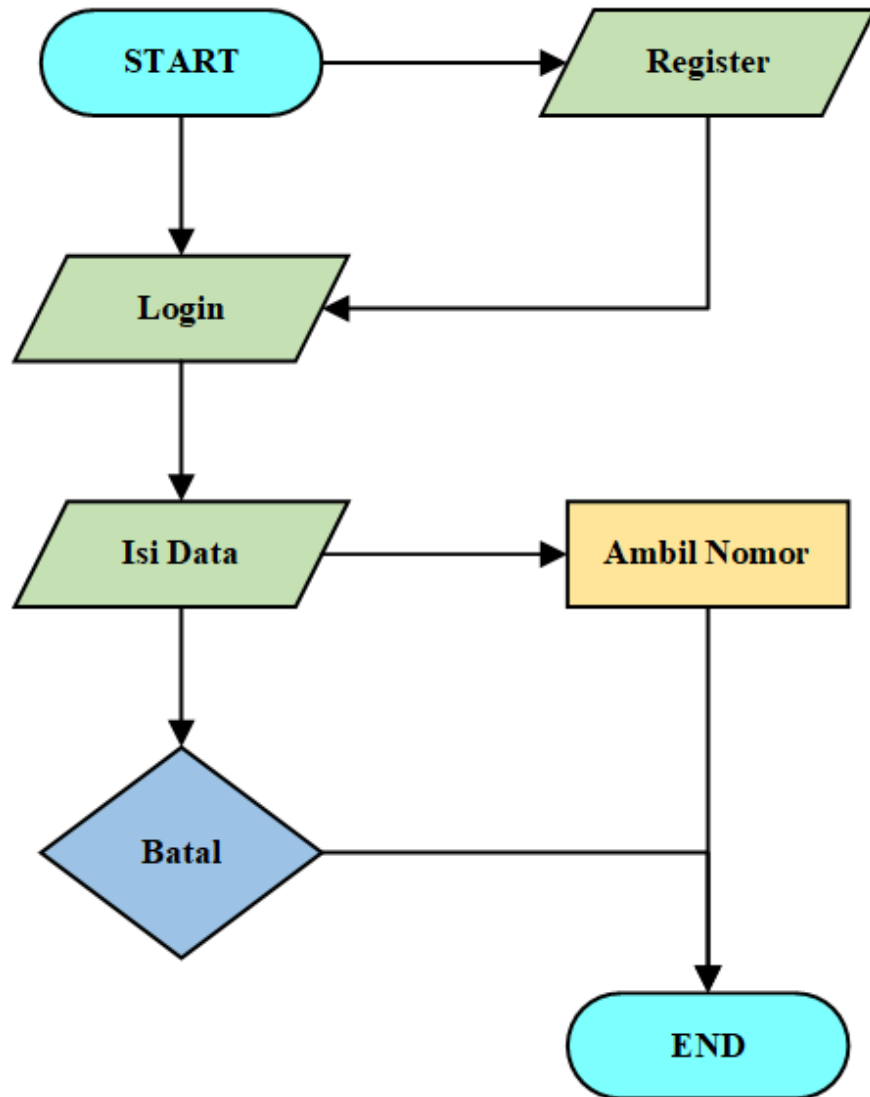 START
Register
Login
Isi Data
Ambil Nomor
Batal
END